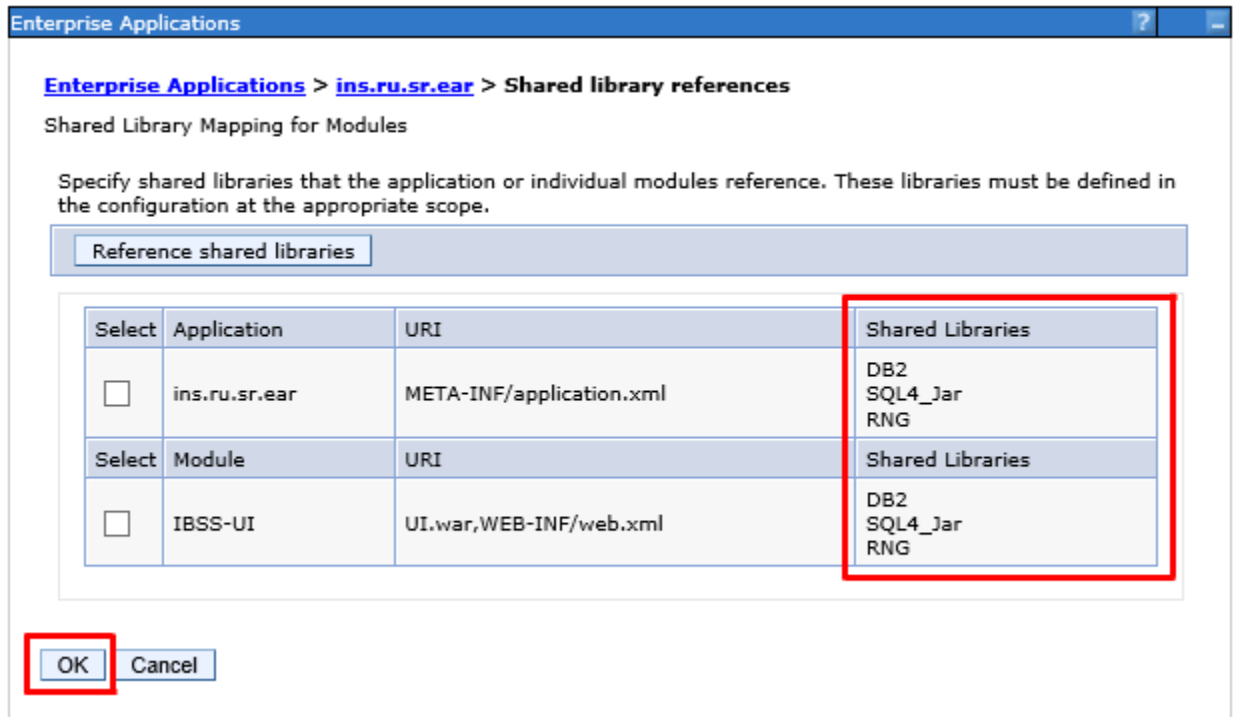 Enterprise Applications ? –
Enterprise Applications > ins.ru.sr.ear > Shared library references
Shared Library Mapping for Modules
Specify shared libraries that the application or individual modules reference. These libraries must be defined in
the configuration at the appropriate scope.
Reference shared libraries
Select Application URI Shared Libraries
ins.ru.sr.ear META-INF/application.xml DB2
SQL4_Jar
RNG
Select Module URI Shared Libraries
IBSS-UI UI.war,WEB-INF/web.xml DB2
SQL4_Jar
RNG
OK Cancel